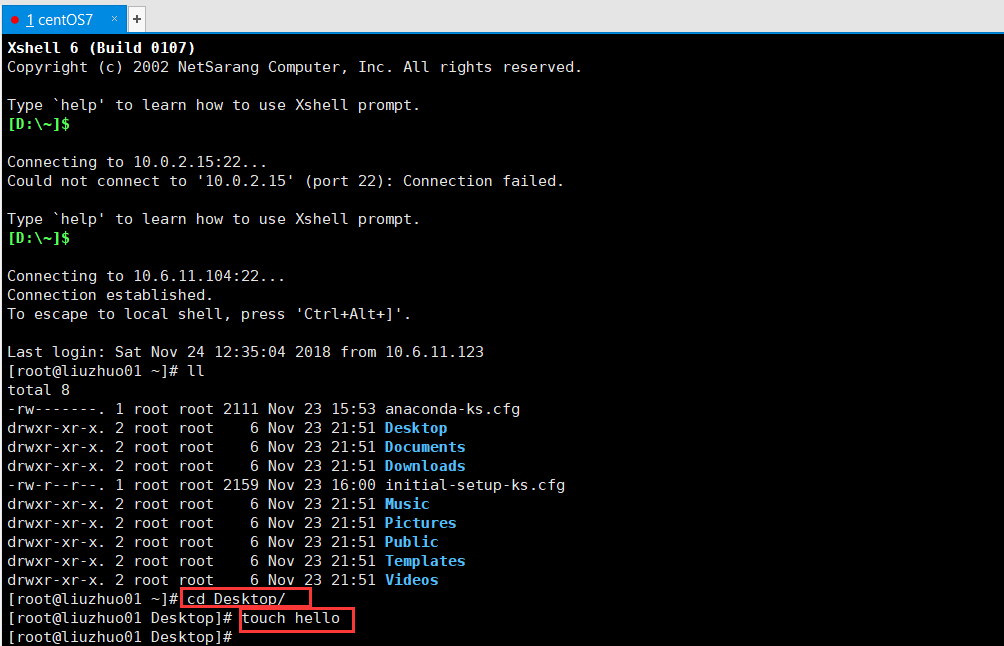 1 centOS7 × +
Xshell 6 (Build 0107)
Copyright (c) 2002 NetSarang Computer, Inc. All rights reserved.
Type `help' to learn how to use Xshell prompt.
[D:\~]$
Connecting to 10.0.2.15:22...
Could not connect to '10.0.2.15' (port 22): Connection failed.
Type `help' to learn how to use Xshell prompt.
[D:\~]$
Connecting to 10.6.11.104:22...
Connection established.
To escape to local shell, press 'Ctrl+Alt+]'.
Last login: Sat Nov 24 12:35:04 2018 from 10.6.11.123
[root@liuzhuo01 ~]# ll
total 8
-rw-------. 1 root root 2111 Nov 23 15:53 anaconda-ks.cfg
drwxr-xr-x. 2 root root    6 Nov 23 21:51 Desktop
drwxr-xr-x. 2 root root    6 Nov 23 21:51 Documents
drwxr-xr-x. 2 root root    6 Nov 23 21:51 Downloads
-rw-r--r--. 1 root root 2159 Nov 23 16:00 initial-setup-ks.cfg
drwxr-xr-x. 2 root root    6 Nov 23 21:51 Music
drwxr-xr-x. 2 root root    6 Nov 23 21:51 Pictures
drwxr-xr-x. 2 root root    6 Nov 23 21:51 Public
drwxr-xr-x. 2 root root    6 Nov 23 21:51 Templates
drwxr-xr-x. 2 root root    6 Nov 23 21:51 Videos
[root@liuzhuo01 ~]# cd Desktop/
[root@liuzhuo01 Desktop]# touch hello
[root@liuzhuo01 Desktop]#